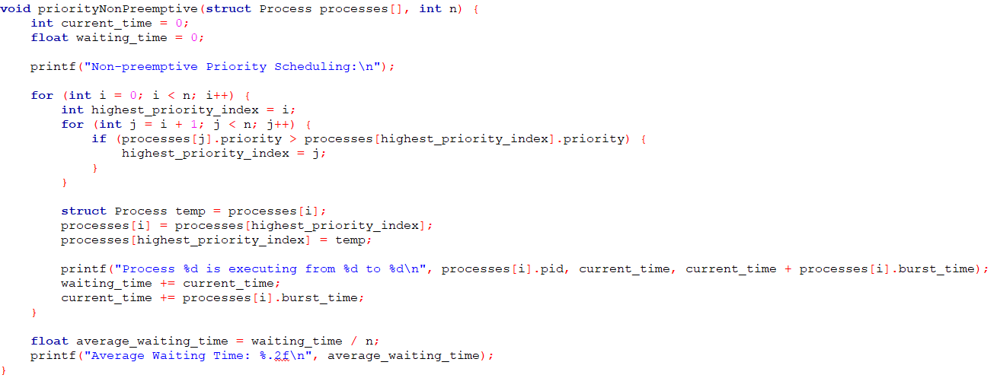 void priorityNonPreemptive(struct Process processes[], int n) {
    int current_time = 0;
    float waiting_time = 0;

    printf("Non-preemptive Priority Scheduling:\n");

    for (int i = 0; i < n; i++) {
        int highest_priority_index = i;
        for (int j = i + 1; j < n; j++) {
            if (processes[j].priority > processes[highest_priority_index].priority) {
                highest_priority_index = j;
            }
        }

        struct Process temp = processes[i];
        processes[i] = processes[highest_priority_index];
        processes[highest_priority_index] = temp;

        printf("Process %d is executing from %d to %d\n", processes[i].pid, current_time, current_time + processes[i].burst_time);
        waiting_time += current_time;
        current_time += processes[i].burst_time;
    }

    float average_waiting_time = waiting_time / n;
    printf("Average Waiting Time: %.2f\n", average_waiting_time);
}